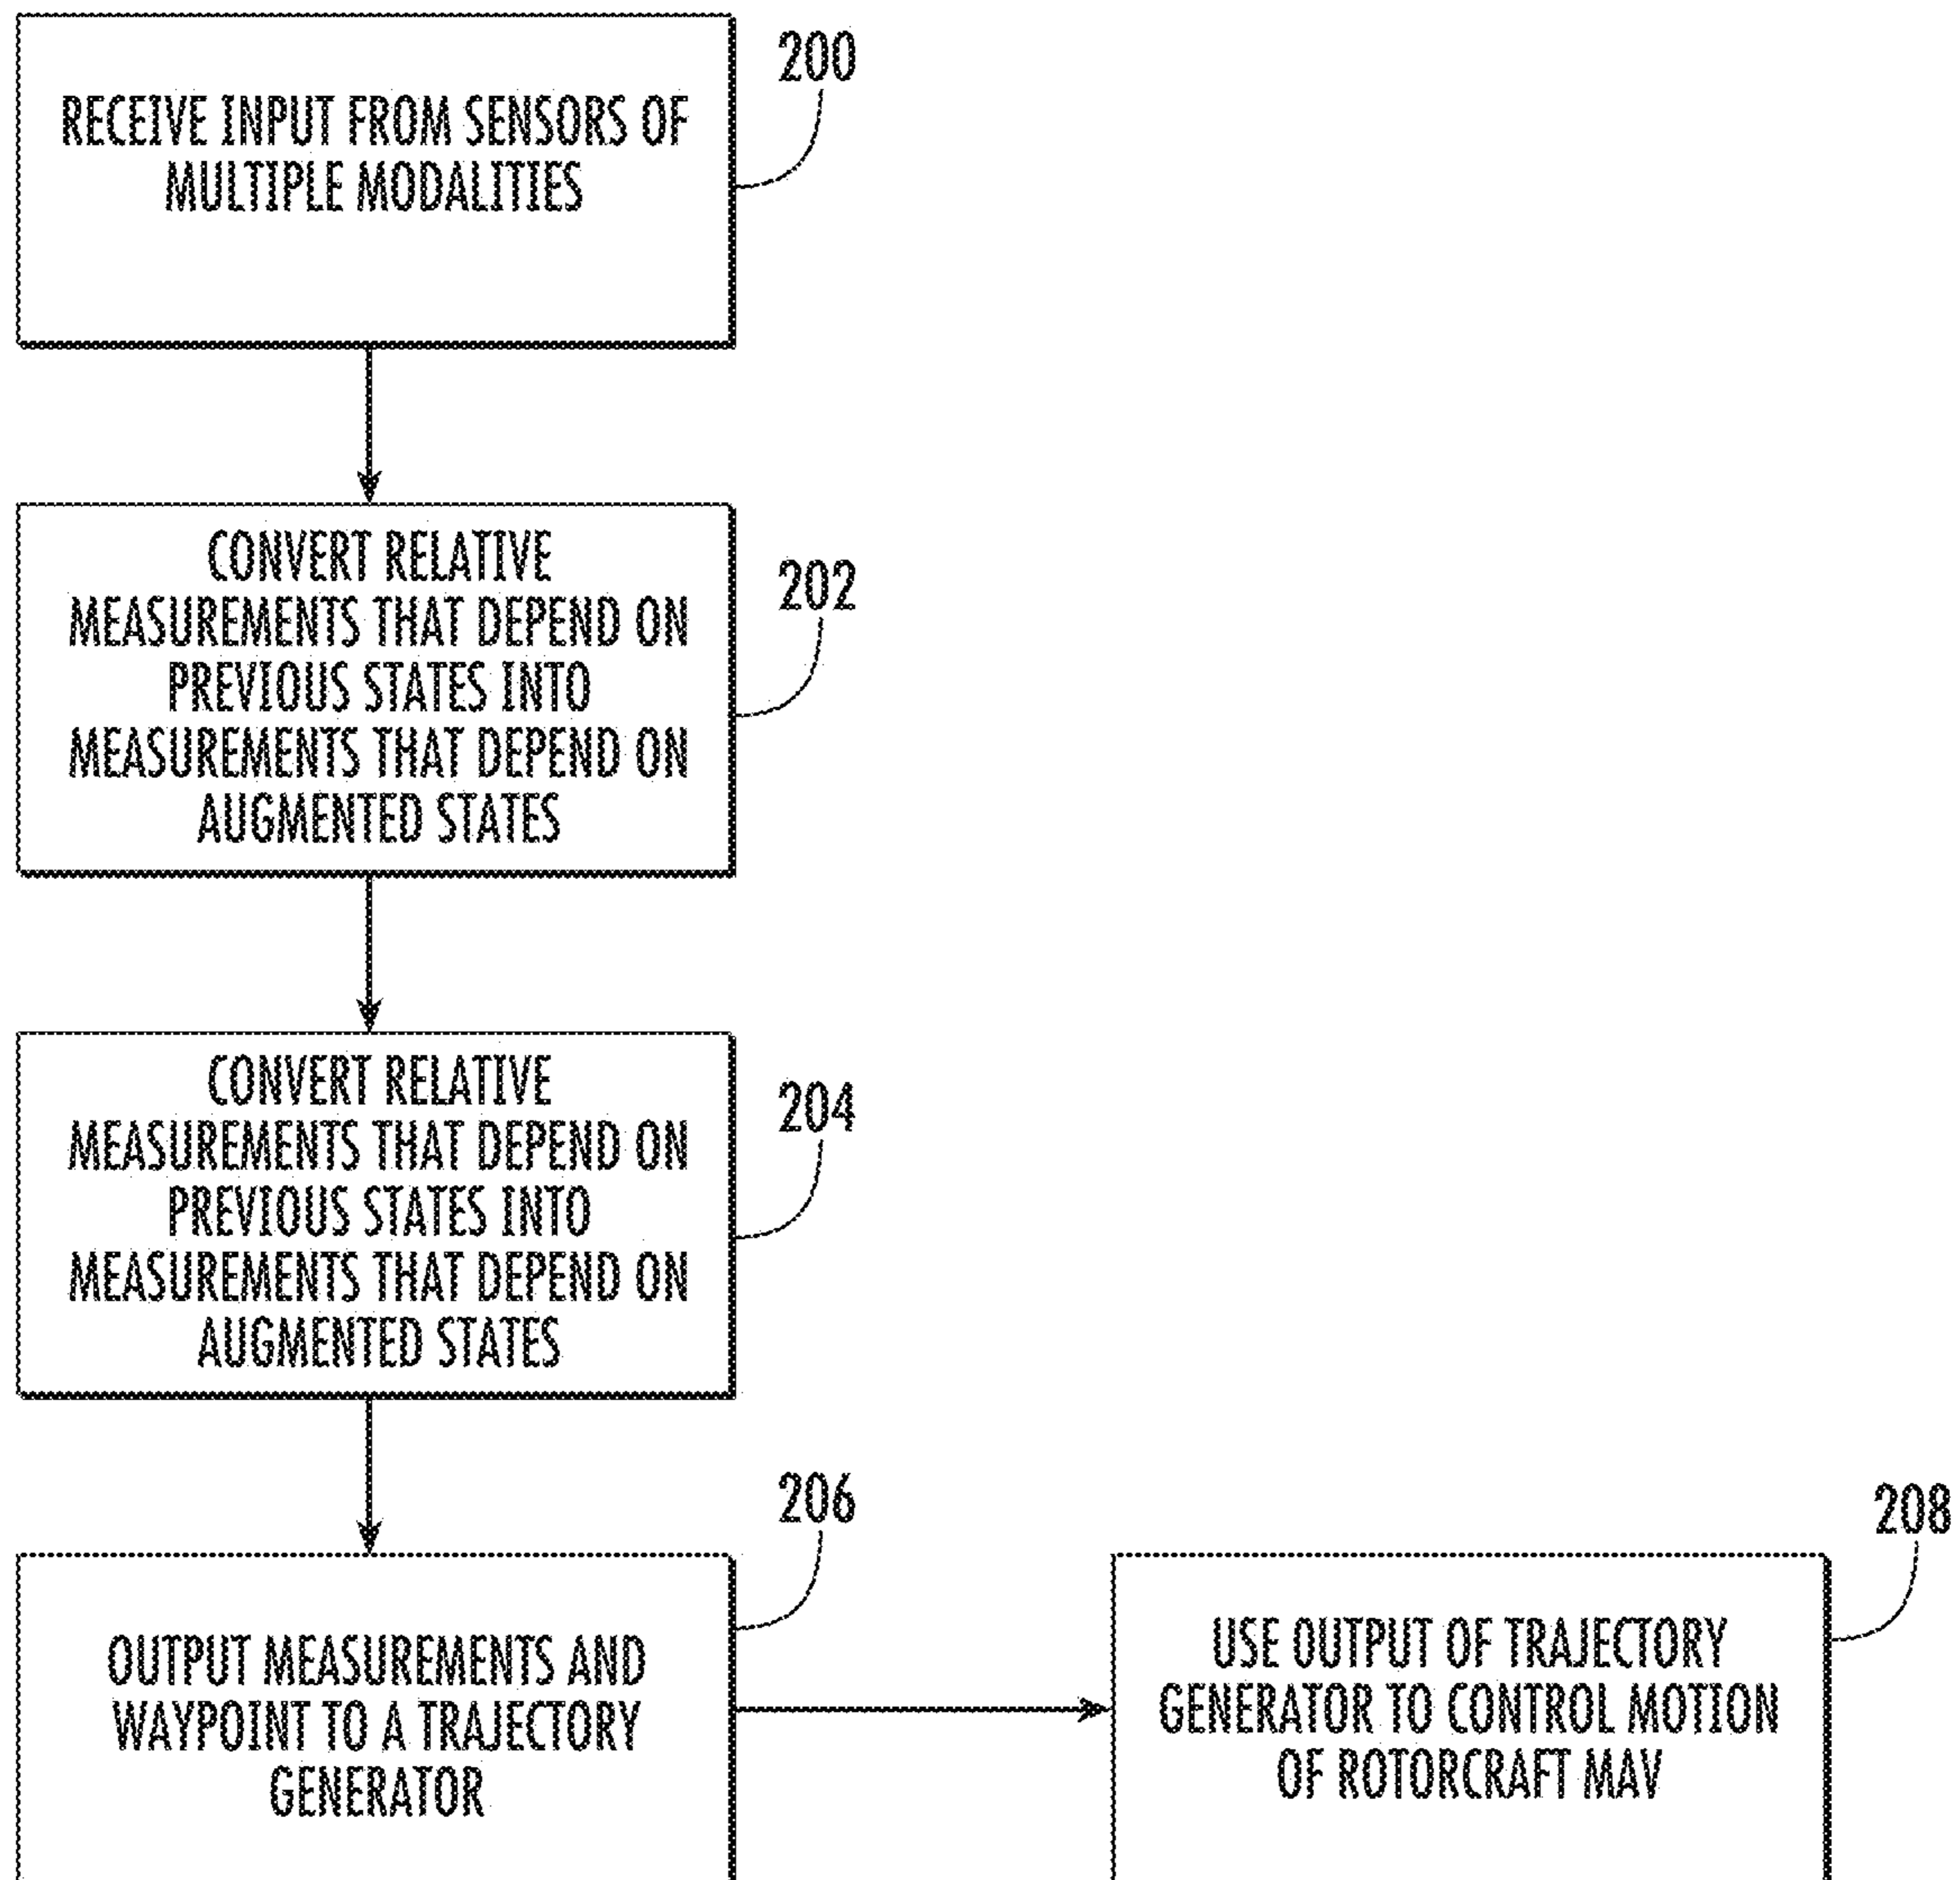 200
RECEIVE INPUT FROM SENSORS OF
MULTIPLE MODALITIES
202
CONVERT RELATIVE
MEASUREMENTS THAT DEPEND ON
PREVIOUS STATES INTO
MEASUREMENTS THAT DEPEND ON
AUGMENTED STATES
204
CONVERT RELATIVE
MEASUREMENTS THAT DEPEND ON
PREVIOUS STATES INTO
MEASUREMENTS THAT DEPEND ON
AUGMENTED STATES
206
OUTPUT MEASUREMENTS AND
WAYPOINT TO A TRAJECTORY
GENERATOR
208
USE OUTPUT OF TRAJECTORY
GENERATOR TO CONTROL MOTION
OF ROTORCRAFT MAV